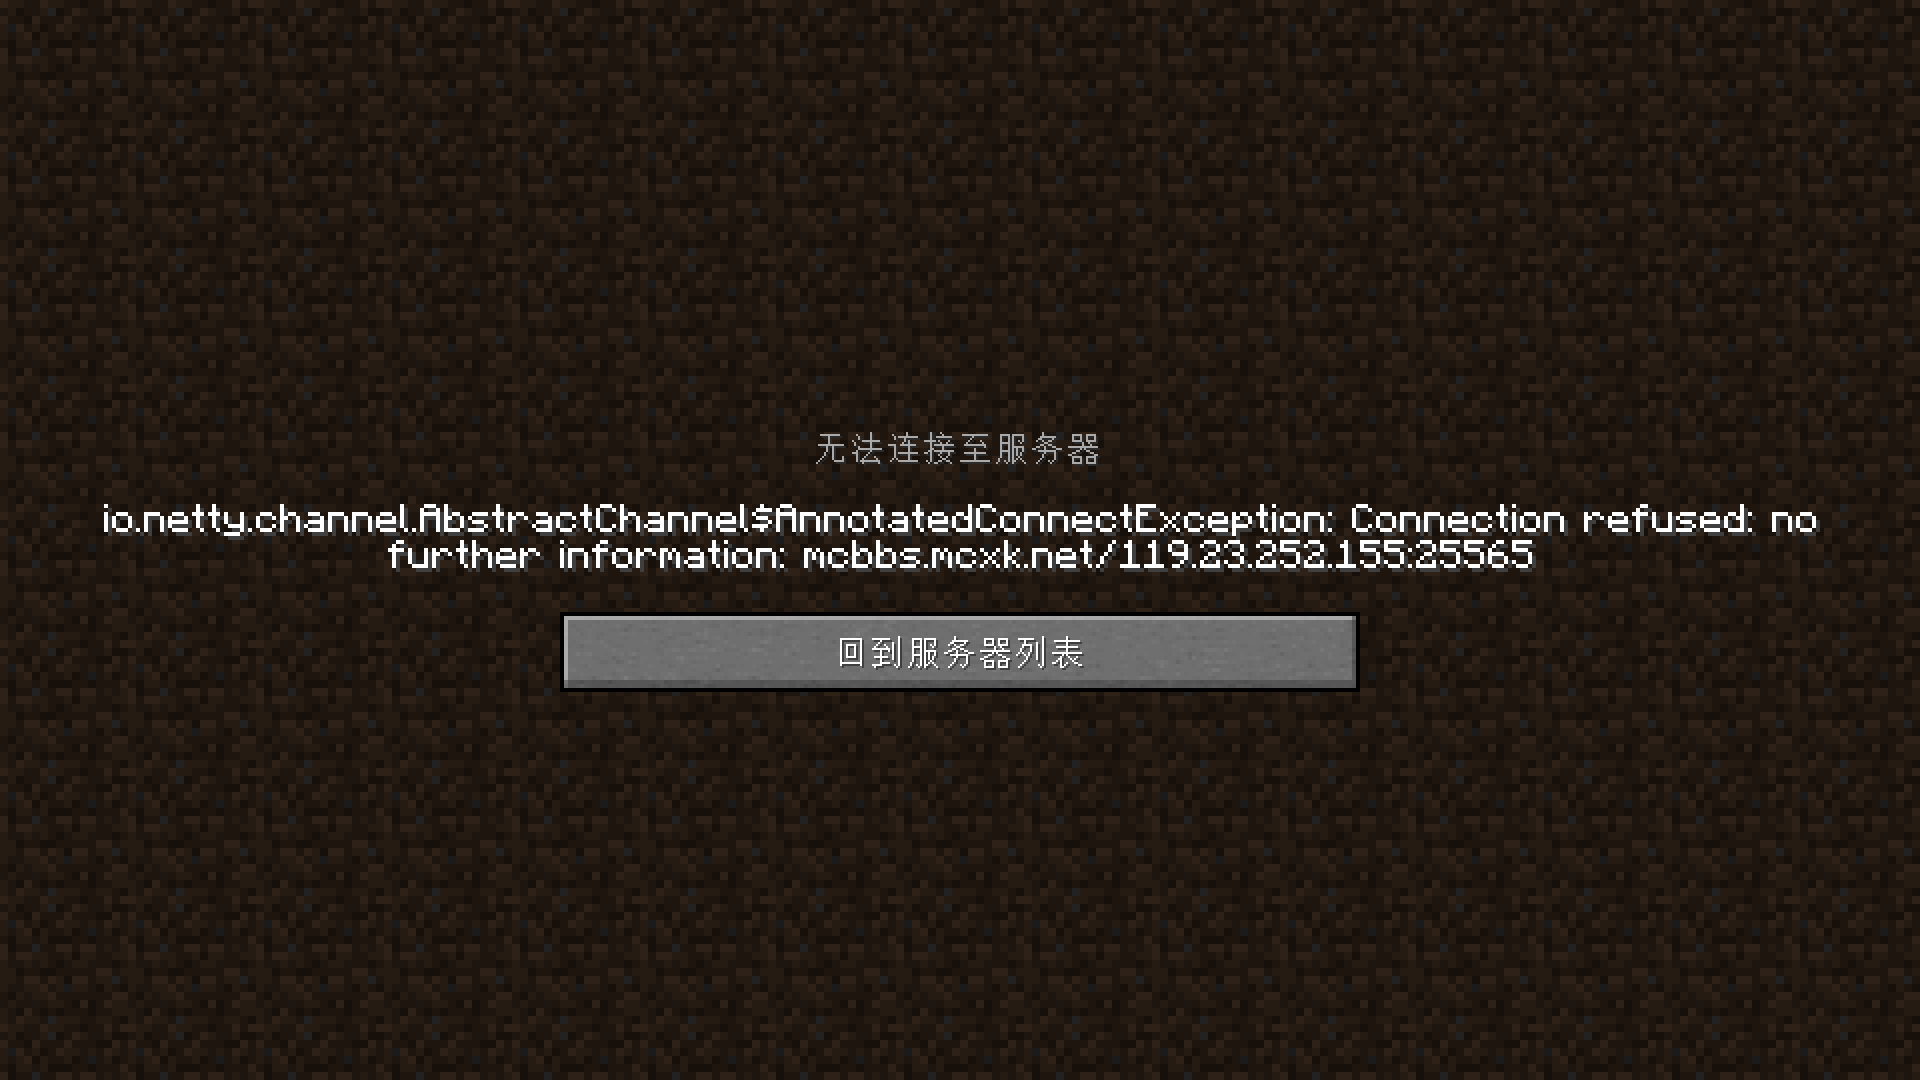 无法连接至服务器
io.netty.channel.AbstractChannel$AnnotatedConnectException: Connection refused: no
further information: mcbbs.mcxk.net/119.23.252.155:25565
回到服务器列表